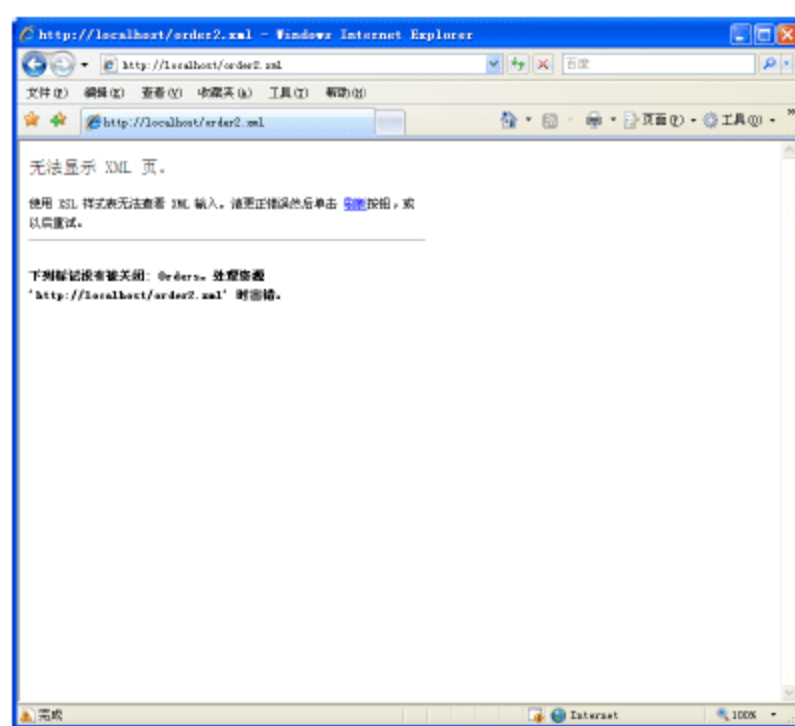 http://localhost/order2.xml - Windows Internet Explorer
http://localhost/order2.xml
百度
文件(F) 编辑(E) 查看(V) 收藏夹(A) 工具(T) 帮助(H)
http://localhost/order2.xml
页面(P) 工具(O)
无法显示 XML 页。
使用 XSL 样式表无法查看 XML 输入。请更正错误然后单击 刷新按钮,或
以后重试。
下列标记没有被关闭: Orders。处理资源
'http://localhost/order2.xml' 时出错。
完成
Internet
100%